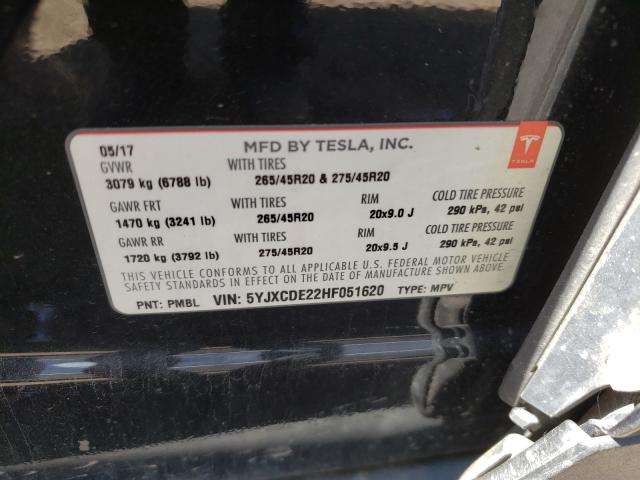 05/17 MFD BY TESLA, INC.
GVWR WITH TIRES
3079 kg (6788 lb) 265/45R20 & 275/45R20
GAWR FRT WITH TIRES RIM COLD TIRE PRESSURE
1470 kg (3241 lb) 265/45R20 20x9.0 J 290 kPa, 42 psi
GAWR RR WITH TIRES RIM COLD TIRE PRESSURE
1720 kg (3792 lb) 275/45R20 20x9.5 J 290 kPa, 42 psi
THIS VEHICLE CONFORMS TO ALL APPLICABLE U.S. FEDERAL MOTOR VEHICLE
SAFETY STANDARDS IN EFFECT ON THE DATE OF MANUFACTURE SHOWN ABOVE.
PNT: PMBL VIN: 5YJXCDE22HF051620 TYPE: MPV
TESLA